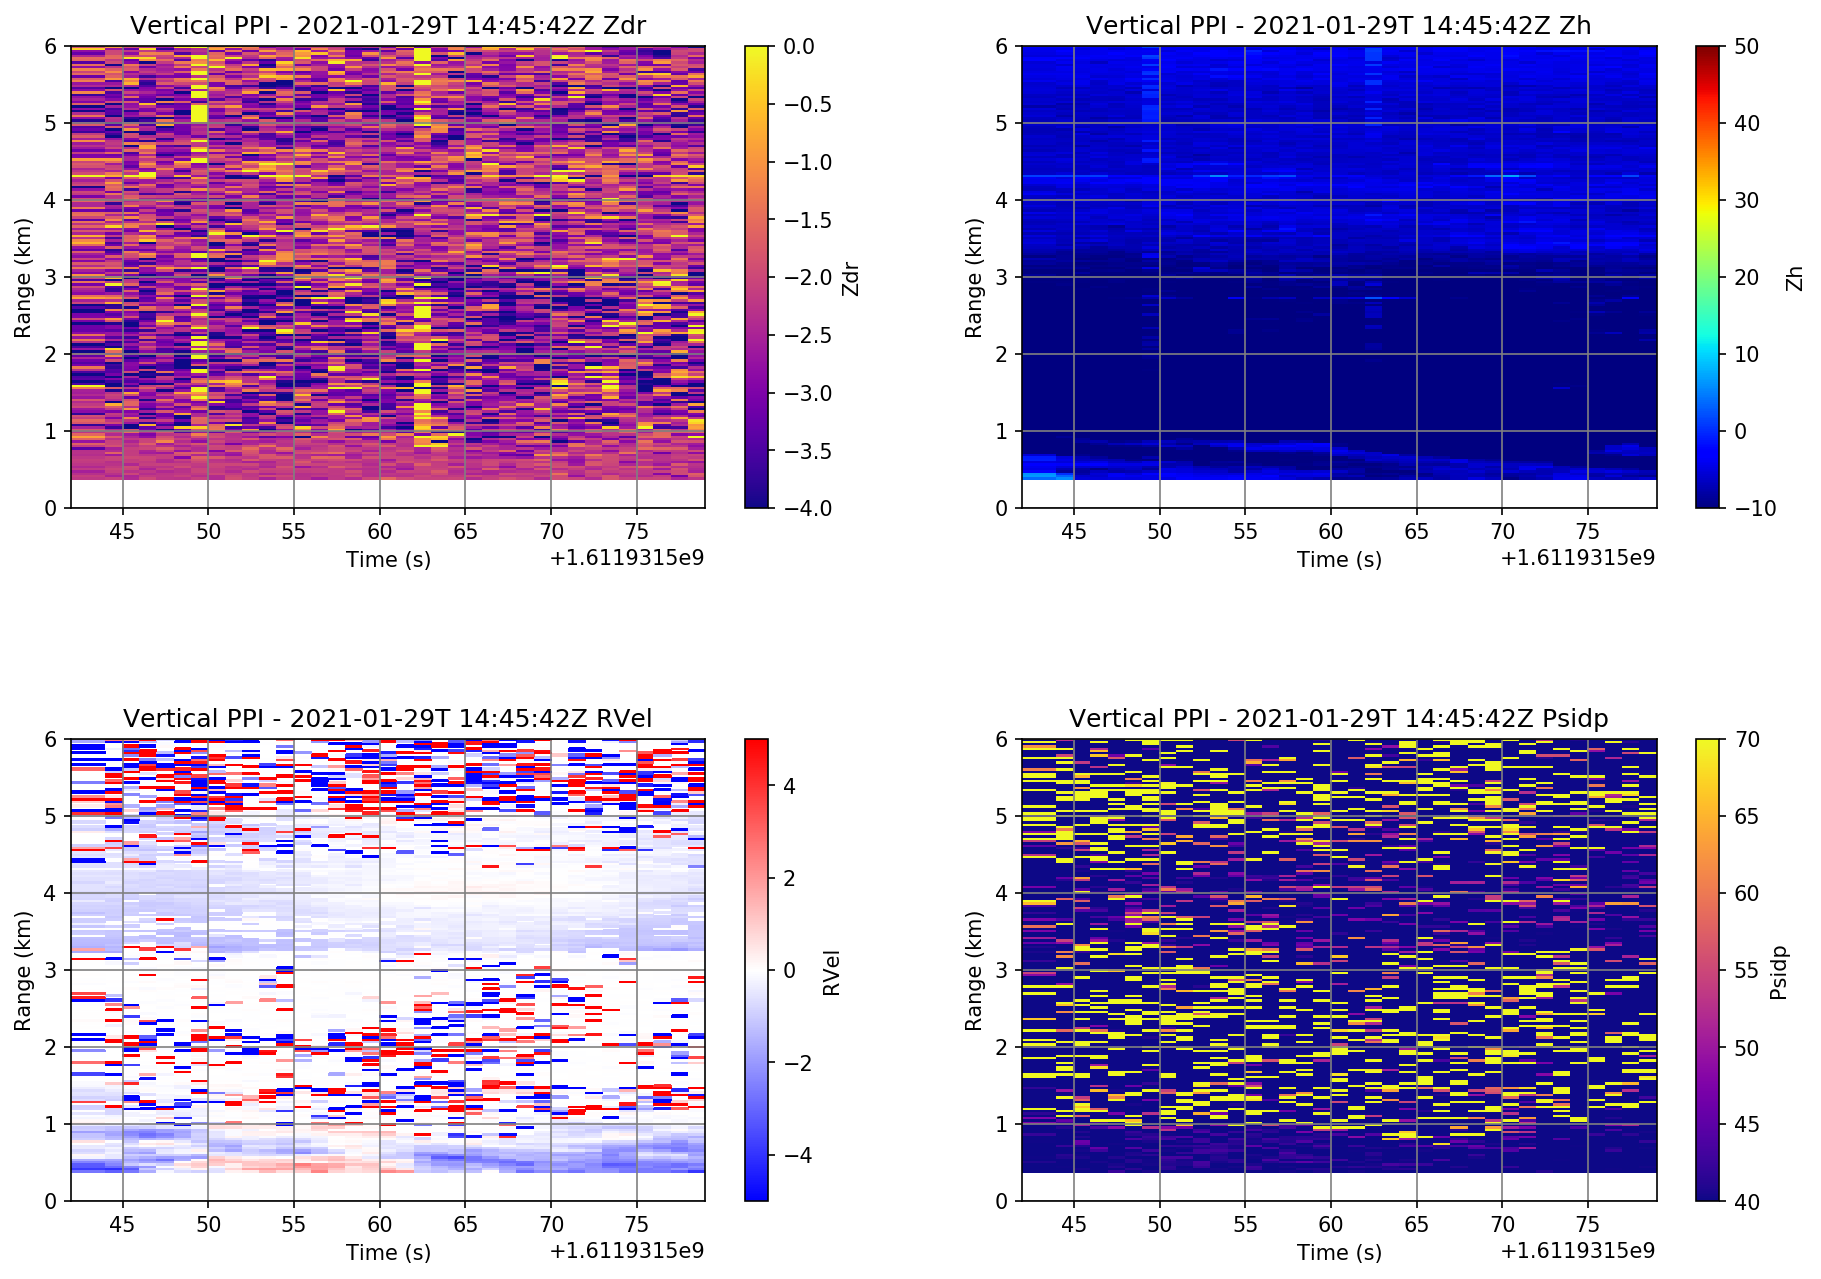 Vertical PPI - 2021-01-29T 14:45:42Z Zdr
6
5
4
3
2
1
0
Range (km)
45 50 55 60 65 70 75
Time (s)
+1.6119315e9
0.0
−0.5
−1.0
−1.5
−2.0
−2.5
−3.0
−3.5
−4.0
Zdr
Vertical PPI - 2021-01-29T 14:45:42Z Zh
6
5
4
3
2
1
0
Range (km)
45 50 55 60 65 70 75
Time (s)
+1.6119315e9
50
40
30
20
10
0
−10
Zh
Vertical PPI - 2021-01-29T 14:45:42Z RVel
6
5
4
3
2
1
0
Range (km)
45 50 55 60 65 70 75
Time (s)
+1.6119315e9
4
2
0
−2
−4
RVel
Vertical PPI - 2021-01-29T 14:45:42Z Psidp
6
5
4
3
2
1
0
Range (km)
45 50 55 60 65 70 75
Time (s)
+1.6119315e9
70
65
60
55
50
45
40
Psidp